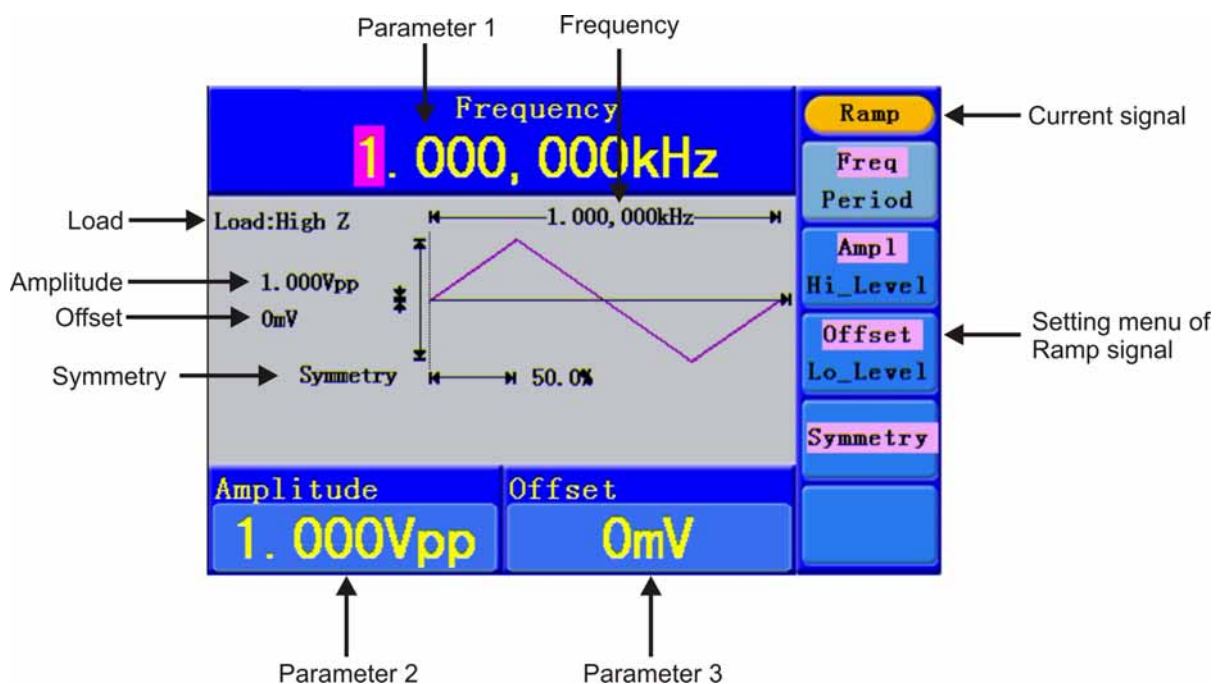 Parameter 1
Frequency
Frequency
1.000,000kHz
Ramp
Current signal
Freq
Period
Load
Load:High Z
1.000,000kHz
Ampl
Hi_Level
Amplitude
1.000Vpp
Offset
0mV
Offset
Lo_Level
Setting menu of
Ramp signal
Symmetry
Symmetry
50.0%
Symmetry
Amplitude
Offset
1.000Vpp
0mV
Parameter 2
Parameter 3